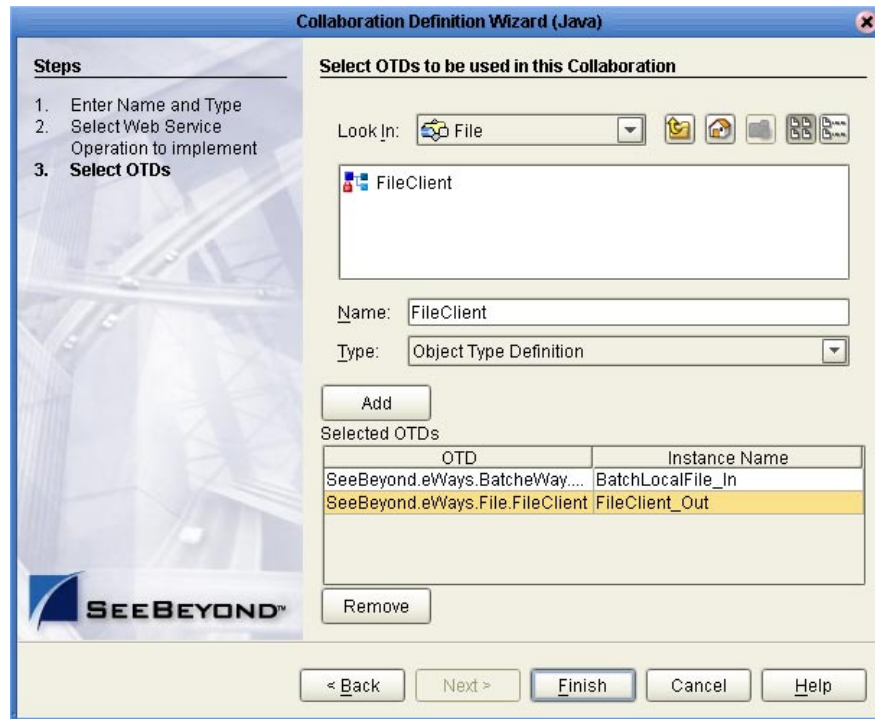 Collaboration Definition Wizard (Java)
Steps
1. Enter Name and Type
2. Select Web Service
Operation to implement
3. Select OTDs
Select OTDs to be used in this Collaboration
Look In: File
FileClient
Name: FileClient
Type: Object Type Definition
Add
Selected OTDs
OTD Instance Name
SeeBeyond.eWays.BatcheWay.... BatchLocalFile_In
SeeBeyond.eWays.File.FileClient FileClient_Out
SEEBEYOND™
Remove
< Back Next > Finish Cancel Help